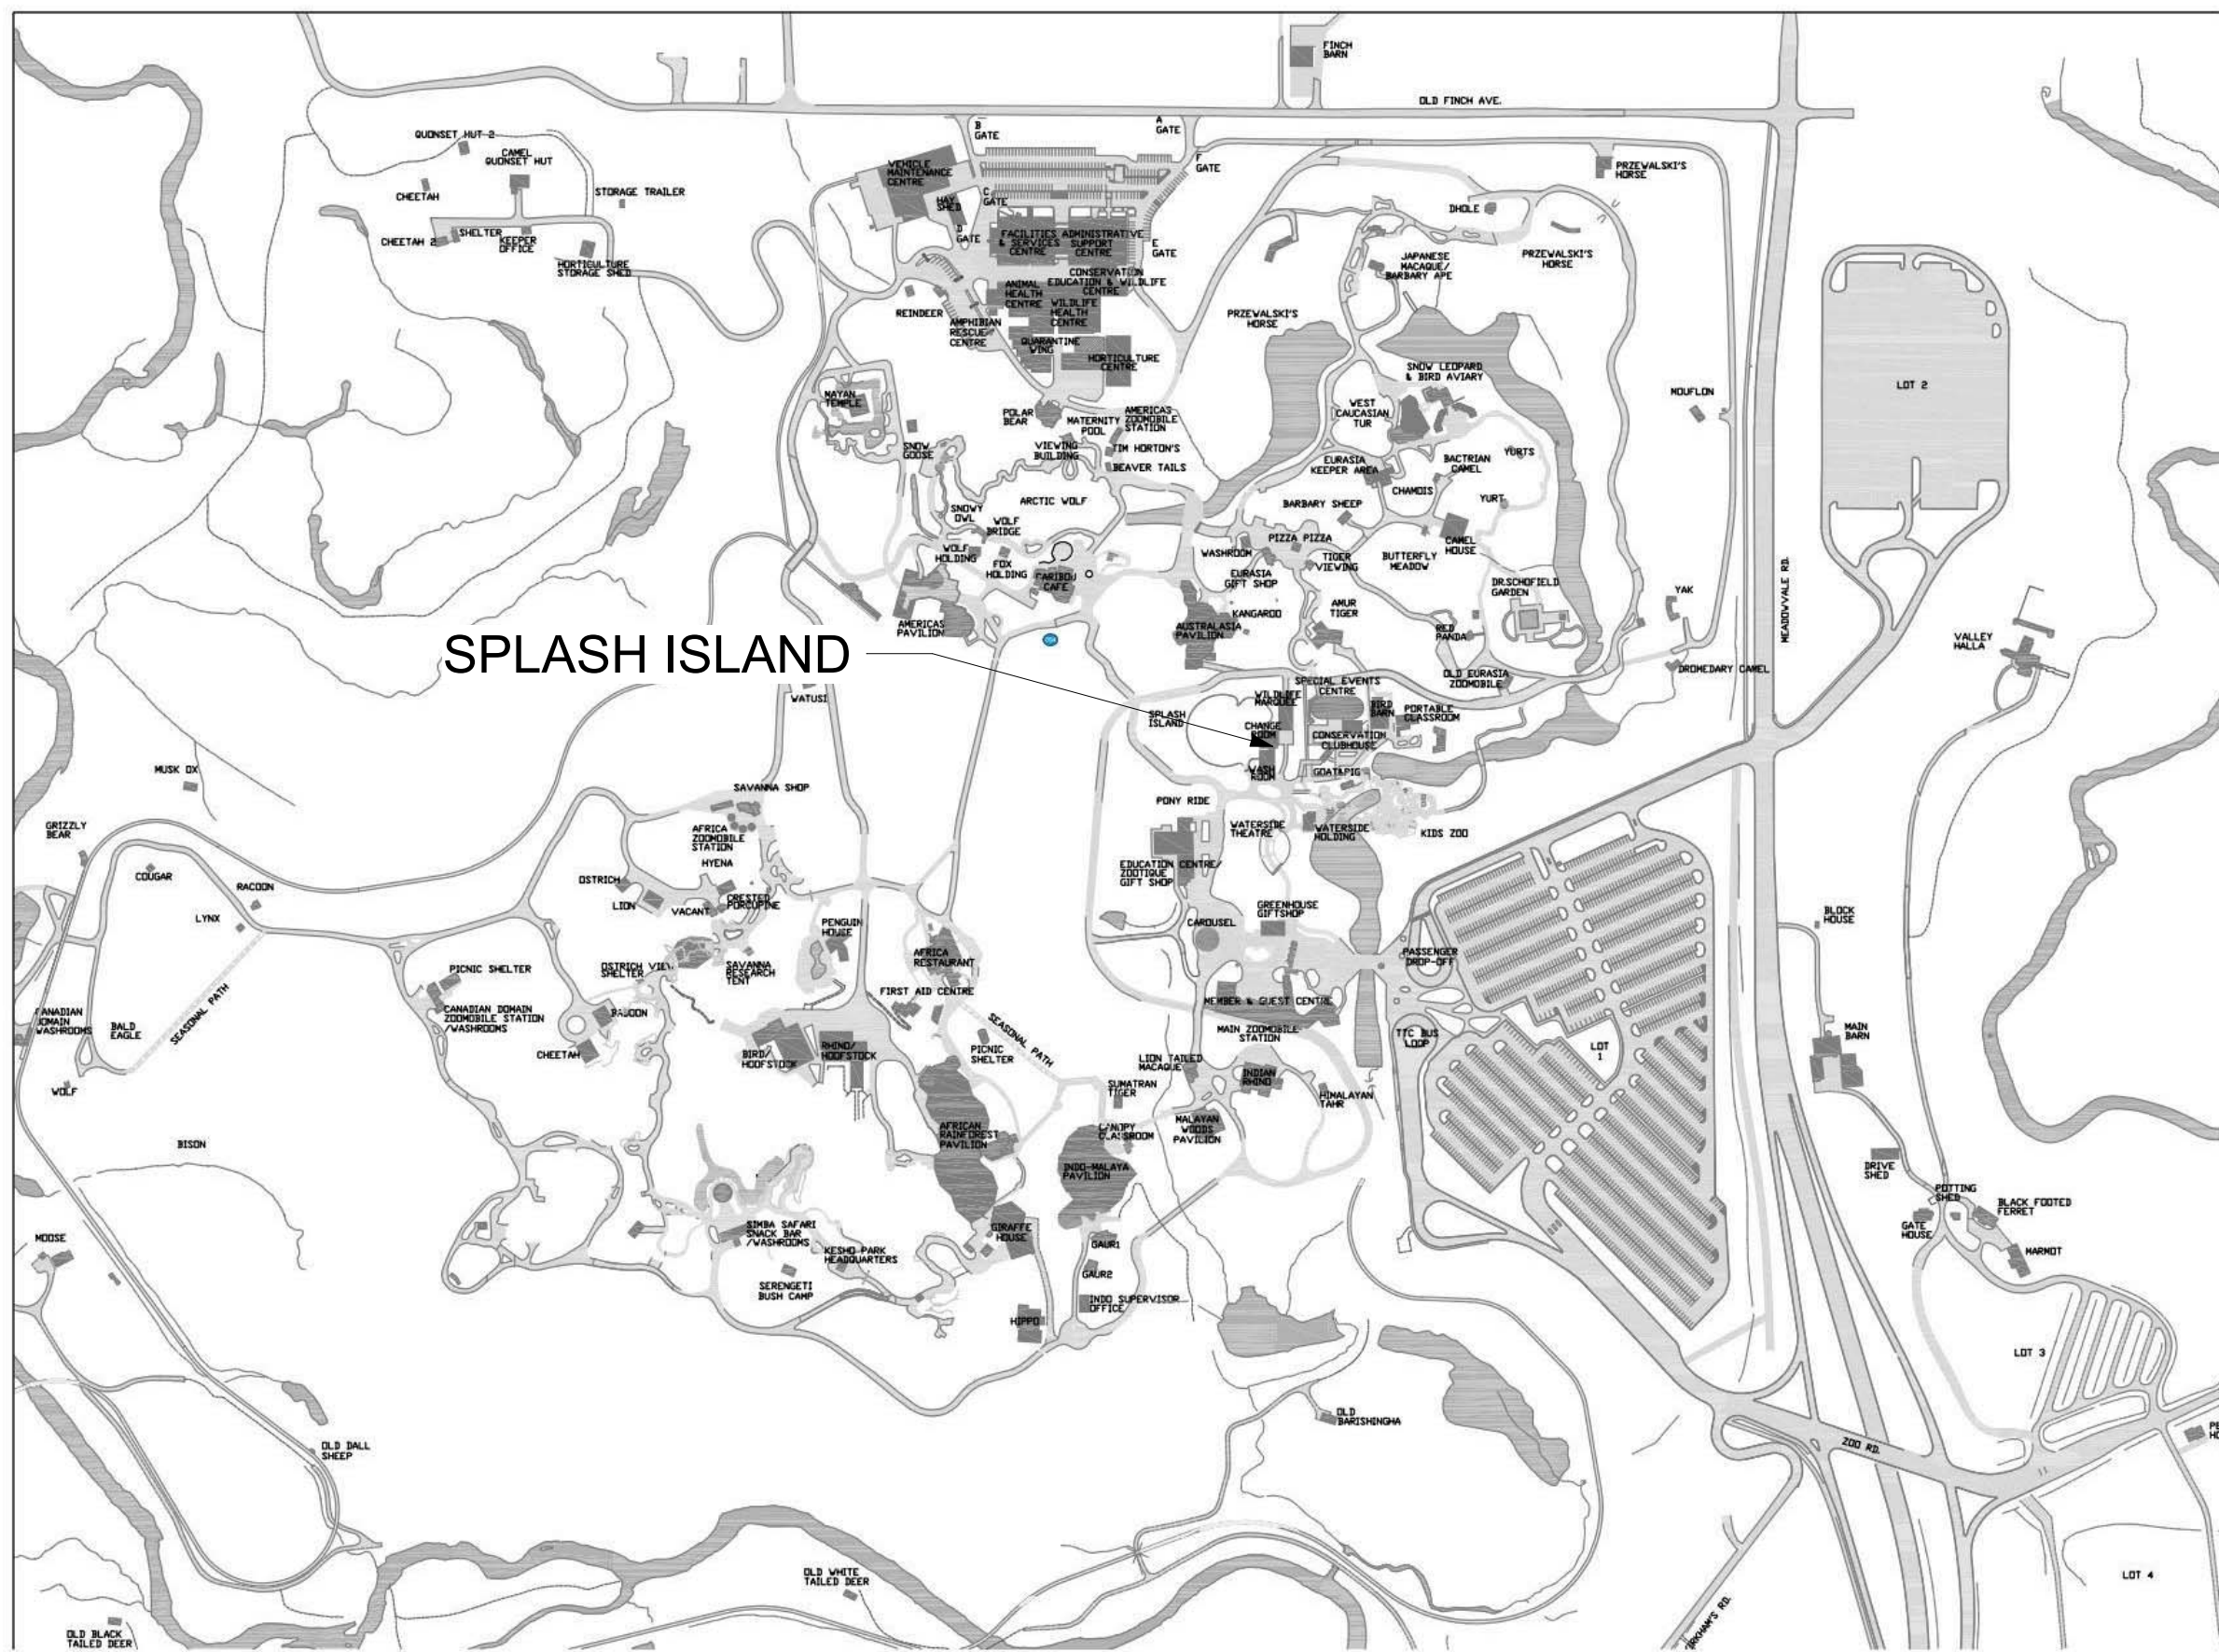 FINCH
BARN
OLD FINCH AVE.
B
GATE
A
GATE
F
GATE
QUONSET HUT 2
CAMEL
QUONSET HUT
CHEETAH
STORAGE TRAILER
CHEETAH 2
SHELTER
KEEPER
OFFICE
HORTICULTURE
STORAGE SHED
VEHICLE
MAINTENANCE
CENTRE
HAY
SHED
C
GATE
D
GATE
E
GATE
FACILITIES
& SERVICES
CENTRE
ADMINISTRATIVE
SUPPORT
CENTRE
CONSERVATION
EDUCATION & WILDLIFE
CENTRE
ANIMAL
HEALTH
CENTRE
WILDLIFE
HEALTH
CENTRE
REINDEER
AMPHIBIAN
RESCUE
CENTRE
QUARANTINE
WING
HORTICULTURE
CENTRE
PRZEWALSKI'S
HORSE
DHOLE
JAPANESE
MACAQUE/
BARBARY APE
PRZEWALSKI'S
HORSE
PRZEWALSKI'S
HORSE
MAYAN
TEMPLE
SNOW
GOOSE
POLAR
BEAR
MATERNITY
POOL
AMERICAS
ZOOMOBILE
STATION
VIEWING
BUILDING
TIM HORTON'S
BEAVER TAILS
ARCTIC WOLF
SNOWY
OWL
WOLF
BRIDGE
WOLF
HOLDING
FOX
HOLDING
CARIBOU
CAFE
AMERICAS
PAVILION
SNOW LEOPARD
& BIRD AVIARY
WEST
CAUCASIAN
TUR
EURASIA
KEEPER AREA
BACTRIAN
CAMEL
YURTS
CHAMOIS
YURT
BARBARY SHEEP
PIZZA PIZZA
WASHROOM
TIGER
VIEWING
BUTTERFLY
MEADOW
CAMEL
HOUSE
EURASIA
GIFT SHOP
KANGAROO
AMUR
TIGER
DR.SCHOFIELD
GARDEN
AUSTRALASIA
PAVILION
RED
PANDA
OLD EURASIA
ZOOMOBILE
MOUFLON
YAK
DROMEDARY CAMEL
MEADOWVALE RD.
LOT 2
VALLEY
HALLA
SPLASH ISLAND
WATUSI
SPLASH
ISLAND
WILDLIFE
MARQUEE
SPECIAL EVENTS
CENTRE
CHANGE
ROOM
BIRD
BARN
PORTABLE
CLASSROOM
CONSERVATION
CLUBHOUSE
WASH
ROOM
GOAT&PIG
PONY RIDE
WATERSIDE
THEATRE
WATERSIDE
HOLDING
KIDS ZOO
MUSK OX
GRIZZLY
BEAR
COUGAR
RACOON
LYNX
SAVANNA SHOP
AFRICA
ZOOMOBILE
STATION
HYENA
OSTRICH
LION
VACANT
CRESTED
PORCUPINE
PENGUIN
HOUSE
EDUCATION CENTRE/
ZOOTIQUE
GIFT SHOP
GREENHOUSE
GIFTSHOP
CAROUSEL
PASSENGER
DROP-OFF
BLOCK
HOUSE
PICNIC SHELTER
OSTRICH VIEW
SHELTER
SAVANNA
RESEARCH
TENT
AFRICA
RESTAURANT
FIRST AID CENTRE
CANADIAN DOMAIN
ZOOMOBILE STATION
/WASHROOMS
BABOON
CHEETAH
BIRD/
HOOFSTOCK
RHINO/
HOOFSTOCK
PICNIC
SHELTER
SEASONAL PATH
MEMBER & GUEST CENTRE
MAIN ZOOMOBILE
STATION
TTC BUS
LOOP
LOT
1
MAIN
BARN
BALD
EAGLE
SEASONAL PATH
WOLF
LION TAILED
MACAQUE
SUMATRAN
TIGER
INDIAN
RHINO
HIMALAYAN
TAHR
AFRICAN
RAINFOREST
PAVILION
CANOPY
CLASSROOM
MALAYAN
WOODS
PAVILION
INDO-MALAYA
PAVILION
BISON
DRIVE
SHED
POTTING
SHED
BLACK FOOTED
FERRET
GATE
HOUSE
MARMOT
MOOSE
SIMBA SAFARI
SNACK BAR
/WASHROOMS
KESHO PARK
HEADQUARTERS
GIRAFFE
HOUSE
GAUR1
GAUR2
SERENGETI
BUSH CAMP
INDO SUPERVISOR
OFFICE
HIPPO
LOT 3
OLD
BARISHINGHA
ZOO RD.
OLD DALL
SHEEP
OLD WHITE
TAILED DEER
LOT 4
OLD BLACK
TAILED DEER